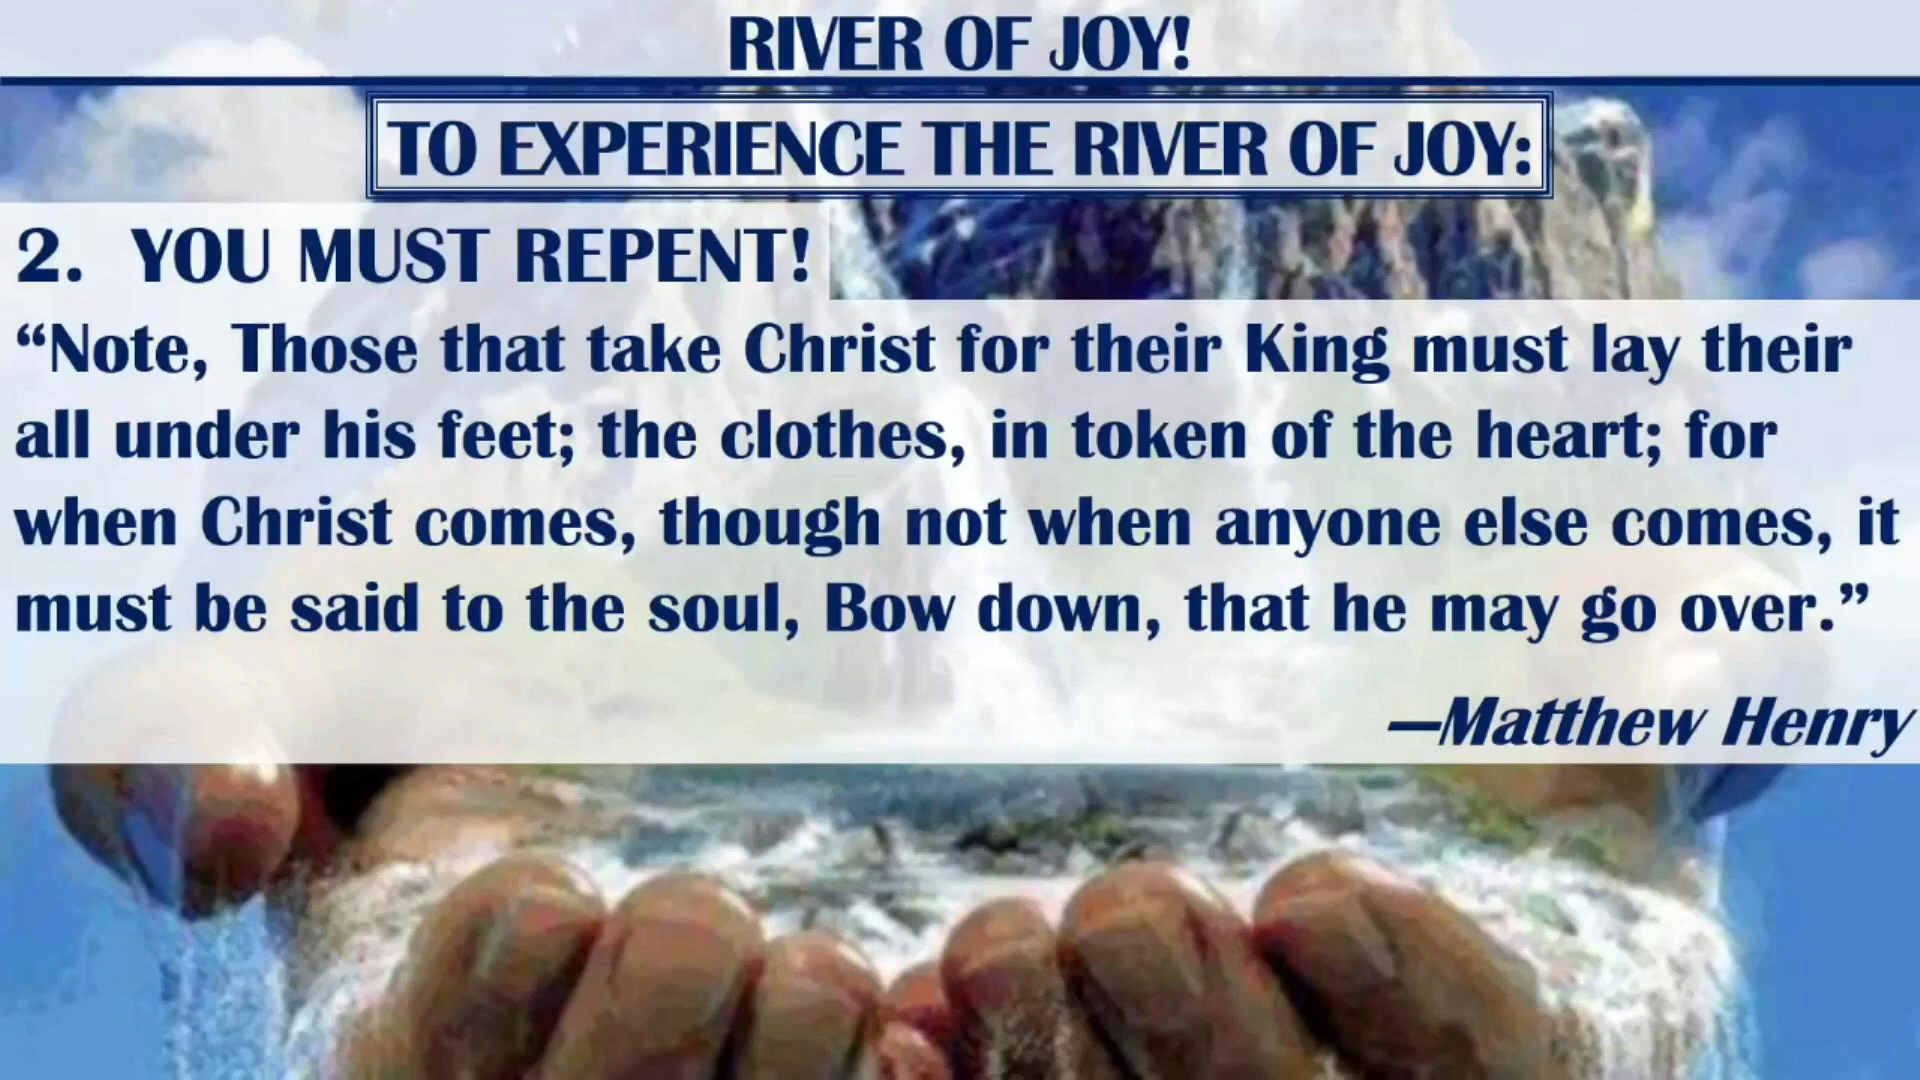 RIVER OF JOY!
TO EXPERIENCE THE RIVER OF JOY:
2. YOU MUST REPENT!
“Note, Those that take Christ for their King must lay their
all under his feet; the clothes, in token of the heart; for
when Christ comes, though not when anyone else comes, it
must be said to the soul, Bow down, that he may go over.”
—Matthew Henry